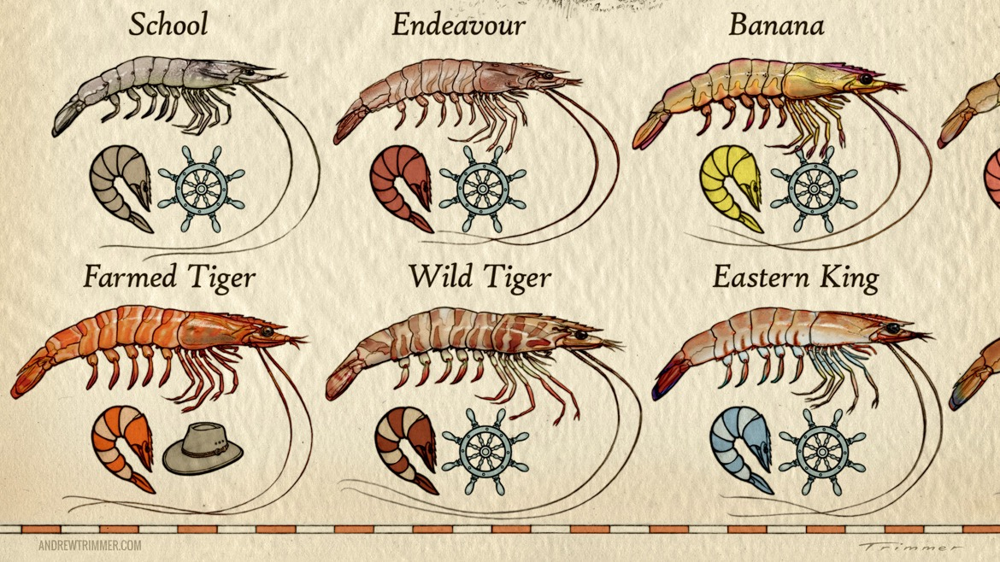 School
Endeavour
Banana
Farmed Tiger
Wild Tiger
Eastern King
ANDREWTRIMMER.COM
Trimmer